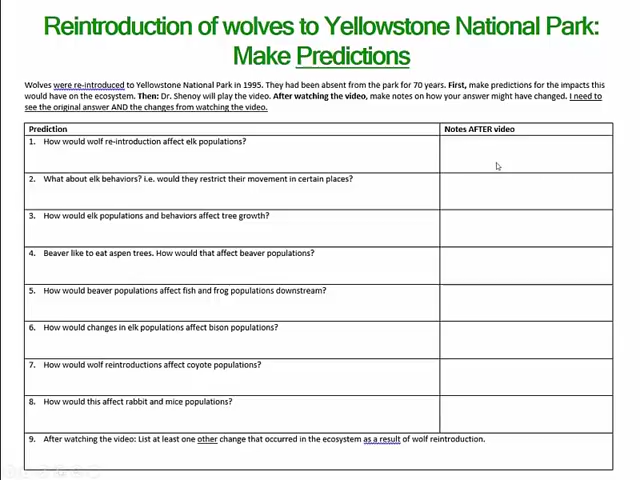 Reintroduction of wolves to Yellowstone National Park:
Make Predictions
Wolves were re-introduced to Yellowstone National Park in 1995. They had been absent from the park for 70 years. First, make predictions for the impacts this
would have on the ecosystem. Then: Dr. Shenoy will play the video. After watching the video, make notes on how your answer might have changed. I need to
see the original answer AND the changes from watching the video.
Prediction Notes AFTER video
1. How would wolf re-introduction affect elk populations?
2. What about elk behaviors? i.e. would they restrict their movement in certain places?
3. How would elk populations and behaviors affect tree growth?
4. Beaver like to eat aspen trees. How would that affect beaver populations?
5. How would beaver populations affect fish and frog populations downstream?
6. How would changes in elk populations affect bison populations?
7. How would wolf reintroductions affect coyote populations?
8. How would this affect rabbit and mice populations?
9. After watching the video: List at least one other change that occurred in the ecosystem as a result of wolf reintroduction.